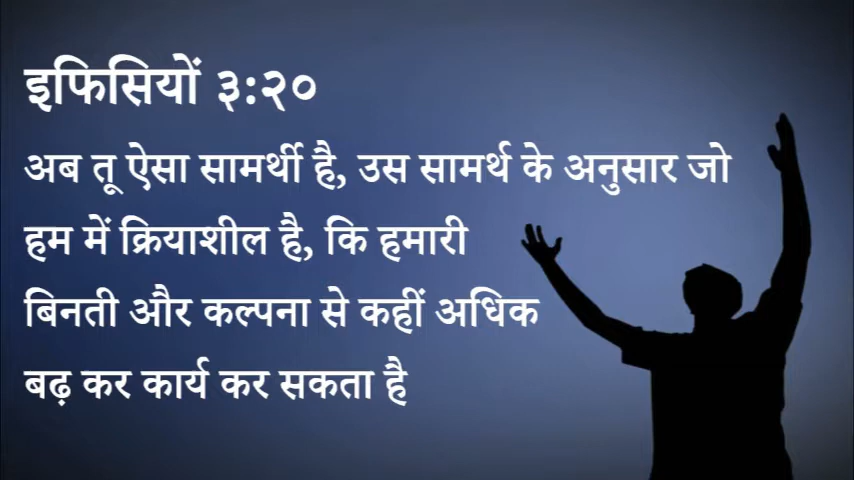 इफिसियों ३:२०
अब तू ऐसा सामर्थी है, उस सामर्थ के अनुसार जो
हम में क्रियाशील है, कि हमारी
बिनती और कल्पना से कहीं अधिक
बढ़ कर कार्य कर सकता है